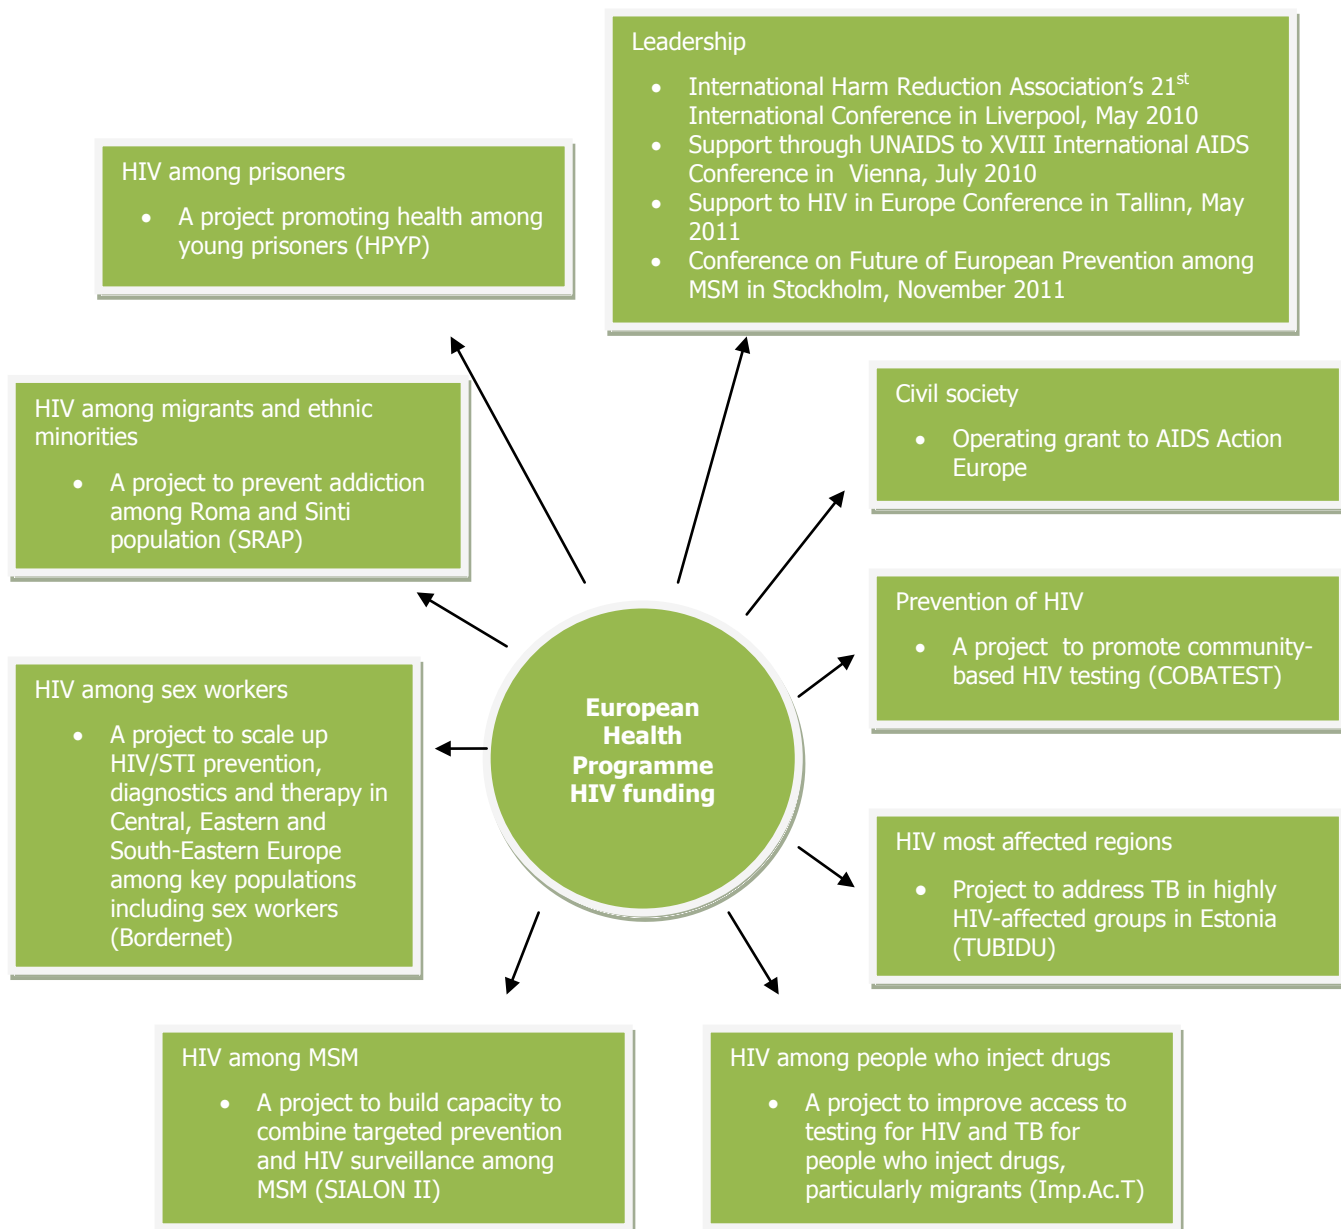 Leadership
• International Harm Reduction Association’s 21st
International Conference in Liverpool, May 2010
• Support through UNAIDS to XVIII International AIDS
Conference in Vienna, July 2010
• Support to HIV in Europe Conference in Tallinn, May
2011
• Conference on Future of European Prevention among
MSM in Stockholm, November 2011
HIV among prisoners
• A project promoting health among
young prisoners (HPYP)
HIV among migrants and ethnic
minorities
• A project to prevent addiction
among Roma and Sinti
population (SRAP)
Civil society
• Operating grant to AIDS Action
Europe
Prevention of HIV
• A project to promote community-
based HIV testing (COBATEST)
HIV among sex workers
• A project to scale up
HIV/STI prevention,
diagnostics and therapy in
Central, Eastern and
South-Eastern Europe
among key populations
including sex workers
(Bordernet)
European
Health
Programme
HIV funding
HIV most affected regions
• Project to address TB in highly
HIV-affected groups in Estonia
(TUBIDU)
HIV among MSM
• A project to build capacity to
combine targeted prevention
and HIV surveillance among
MSM (SIALON II)
HIV among people who inject drugs
• A project to improve access to
testing for HIV and TB for
people who inject drugs,
particularly migrants (Imp.Ac.T)